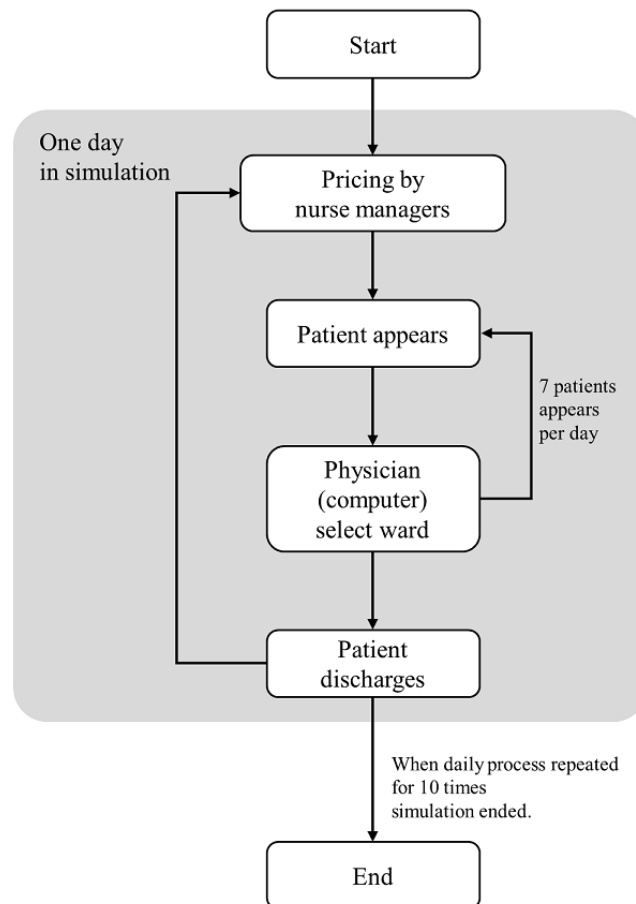 Start
One day
in simulation
Pricing by
nurse managers
Patient appears
7 patients
appears
per day
Physician
(computer)
select ward
Patient
discharges
When daily process repeated
for 10 times
simulation ended.
End